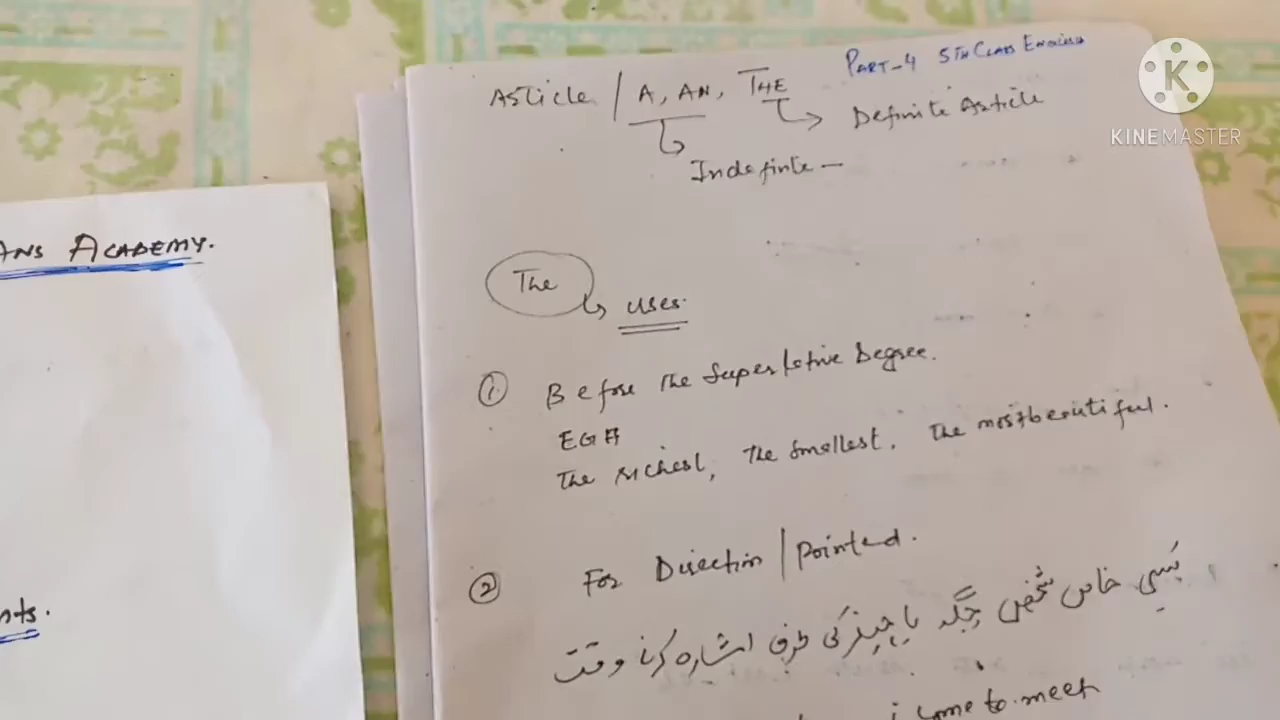 ANS ACADEMY.
nts.
PART-4 5TH CLASS ENGLISH
Article / A, AN, THE
Definite Article
Indefinite —
The
uses.
① Before the Superlative Degree.
EG #
The richest, The smallest, The most beautiful.
② For Direction / Pointed.
کسی خاص شخص جگہ یا چیز کی طرف اشارہ کرنا وقت
i come to meet
KINEMASTER